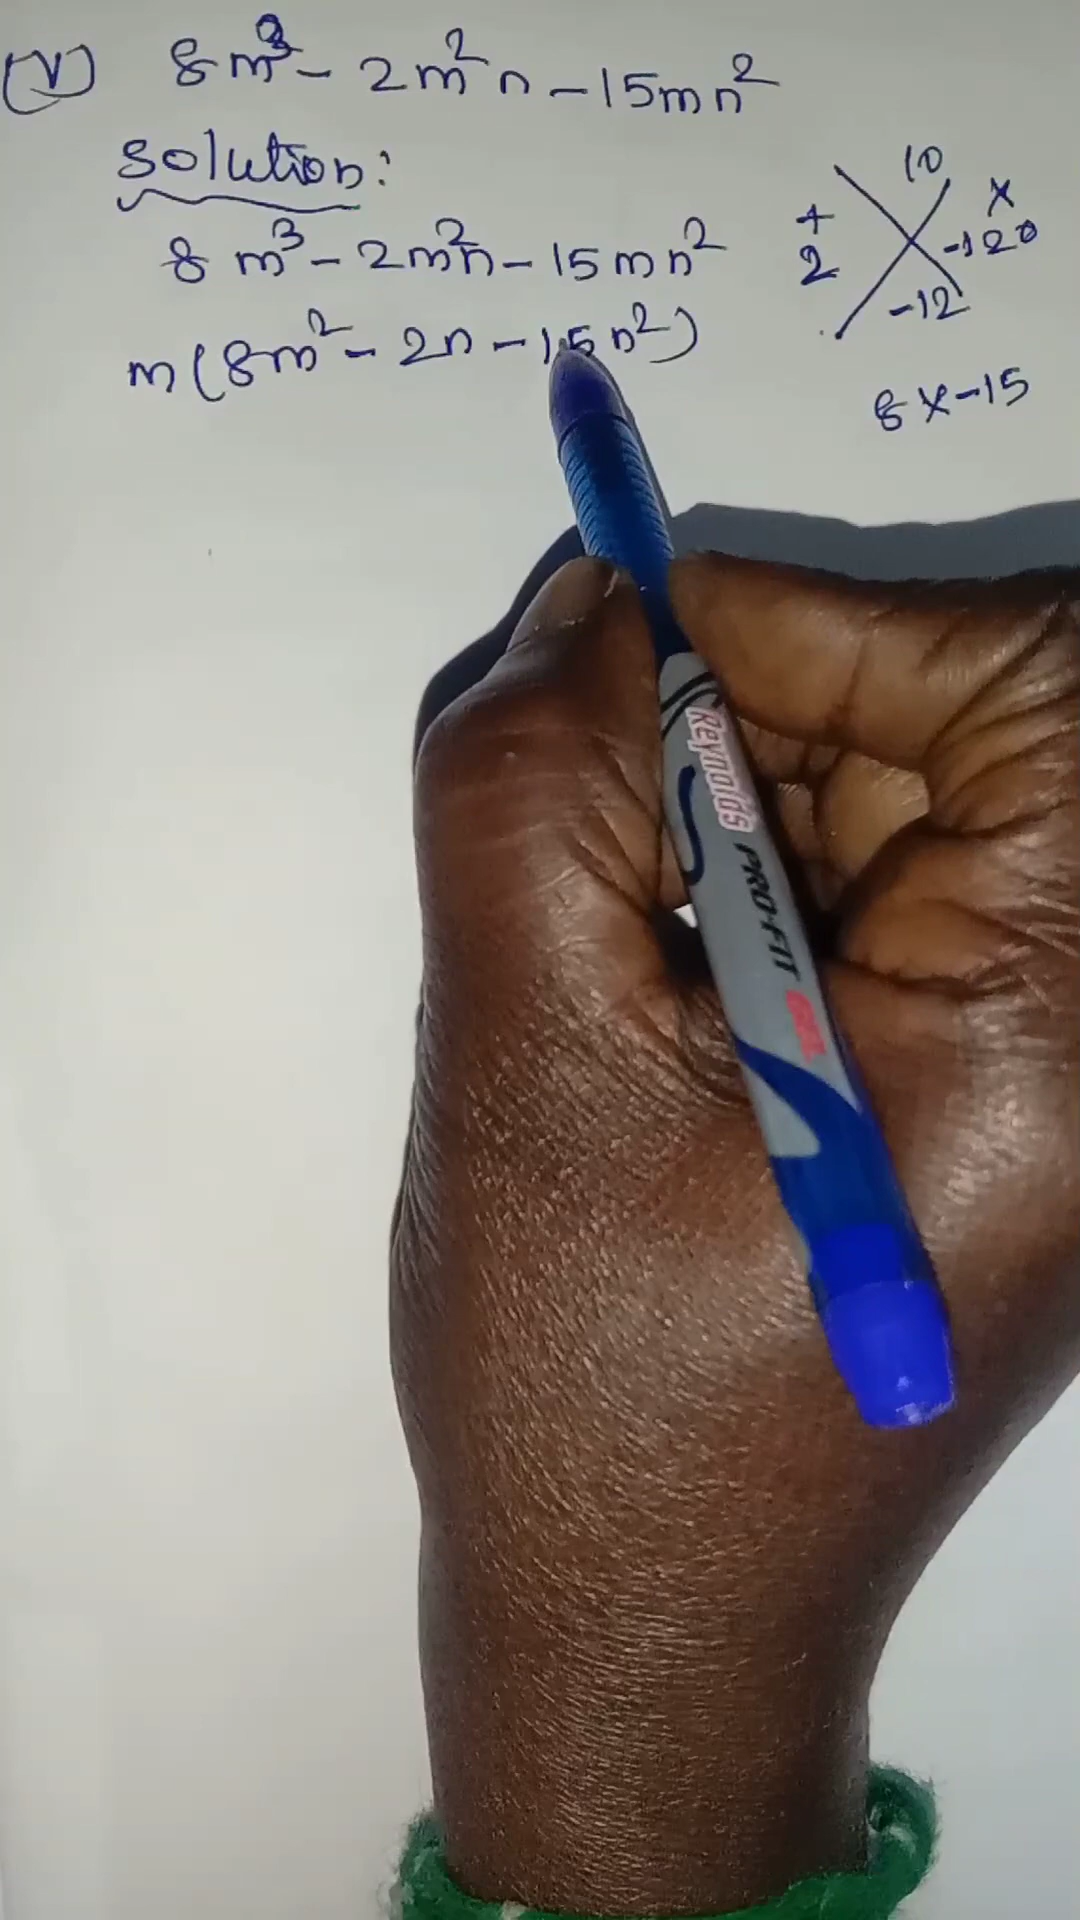 (V) 8m³ - 2m²n - 15mn²
Solution:
8m³ - 2m²n - 15mn²
m(8m² - 2n - 15n²)
10
+ x
2 -120
-12
8 x -15
Reynolds PRO-FIT GEL